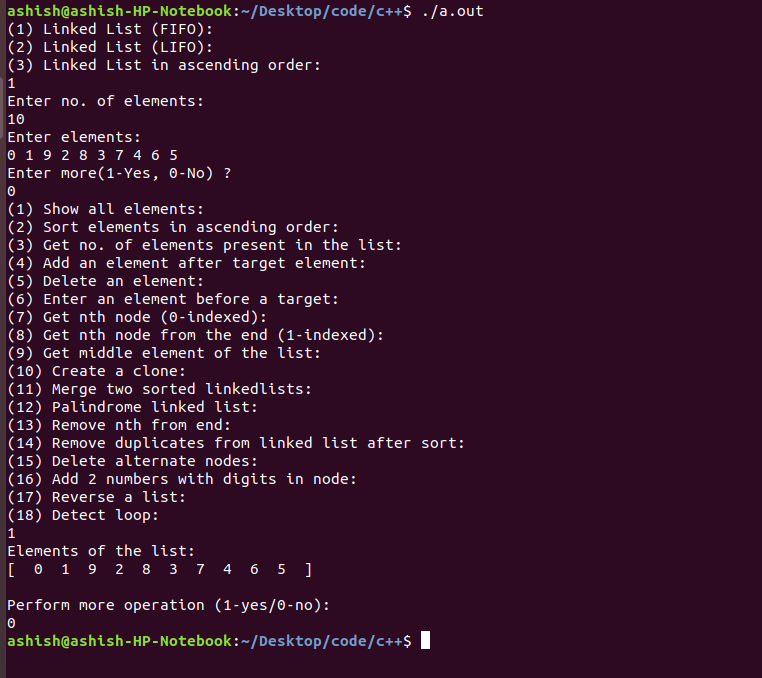 ashish@ashish-HP-Notebook:~/Desktop/code/c++$ ./a.out
(1) Linked List (FIFO):
(2) Linked List (LIFO):
(3) Linked List in ascending order:
1
Enter no. of elements:
10
Enter elements:
0 1 9 2 8 3 7 4 6 5
Enter more(1-Yes, 0-No) ?
0
(1) Show all elements:
(2) Sort elements in ascending order:
(3) Get no. of elements present in the list:
(4) Add an element after target element:
(5) Delete an element:
(6) Enter an element before a target:
(7) Get nth node (0-indexed):
(8) Get nth node from the end (1-indexed):
(9) Get middle element of the list:
(10) Create a clone:
(11) Merge two sorted linkedlists:
(12) Palindrome linked list:
(13) Remove nth from end:
(14) Remove duplicates from linked list after sort:
(15) Delete alternate nodes:
(16) Add 2 numbers with digits in node:
(17) Reverse a list:
(18) Detect loop:
1
Elements of the list:
[  0  1  9  2  8  3  7  4  6  5  ]
Perform more operation (1-yes/0-no):
0
ashish@ashish-HP-Notebook:~/Desktop/code/c++$